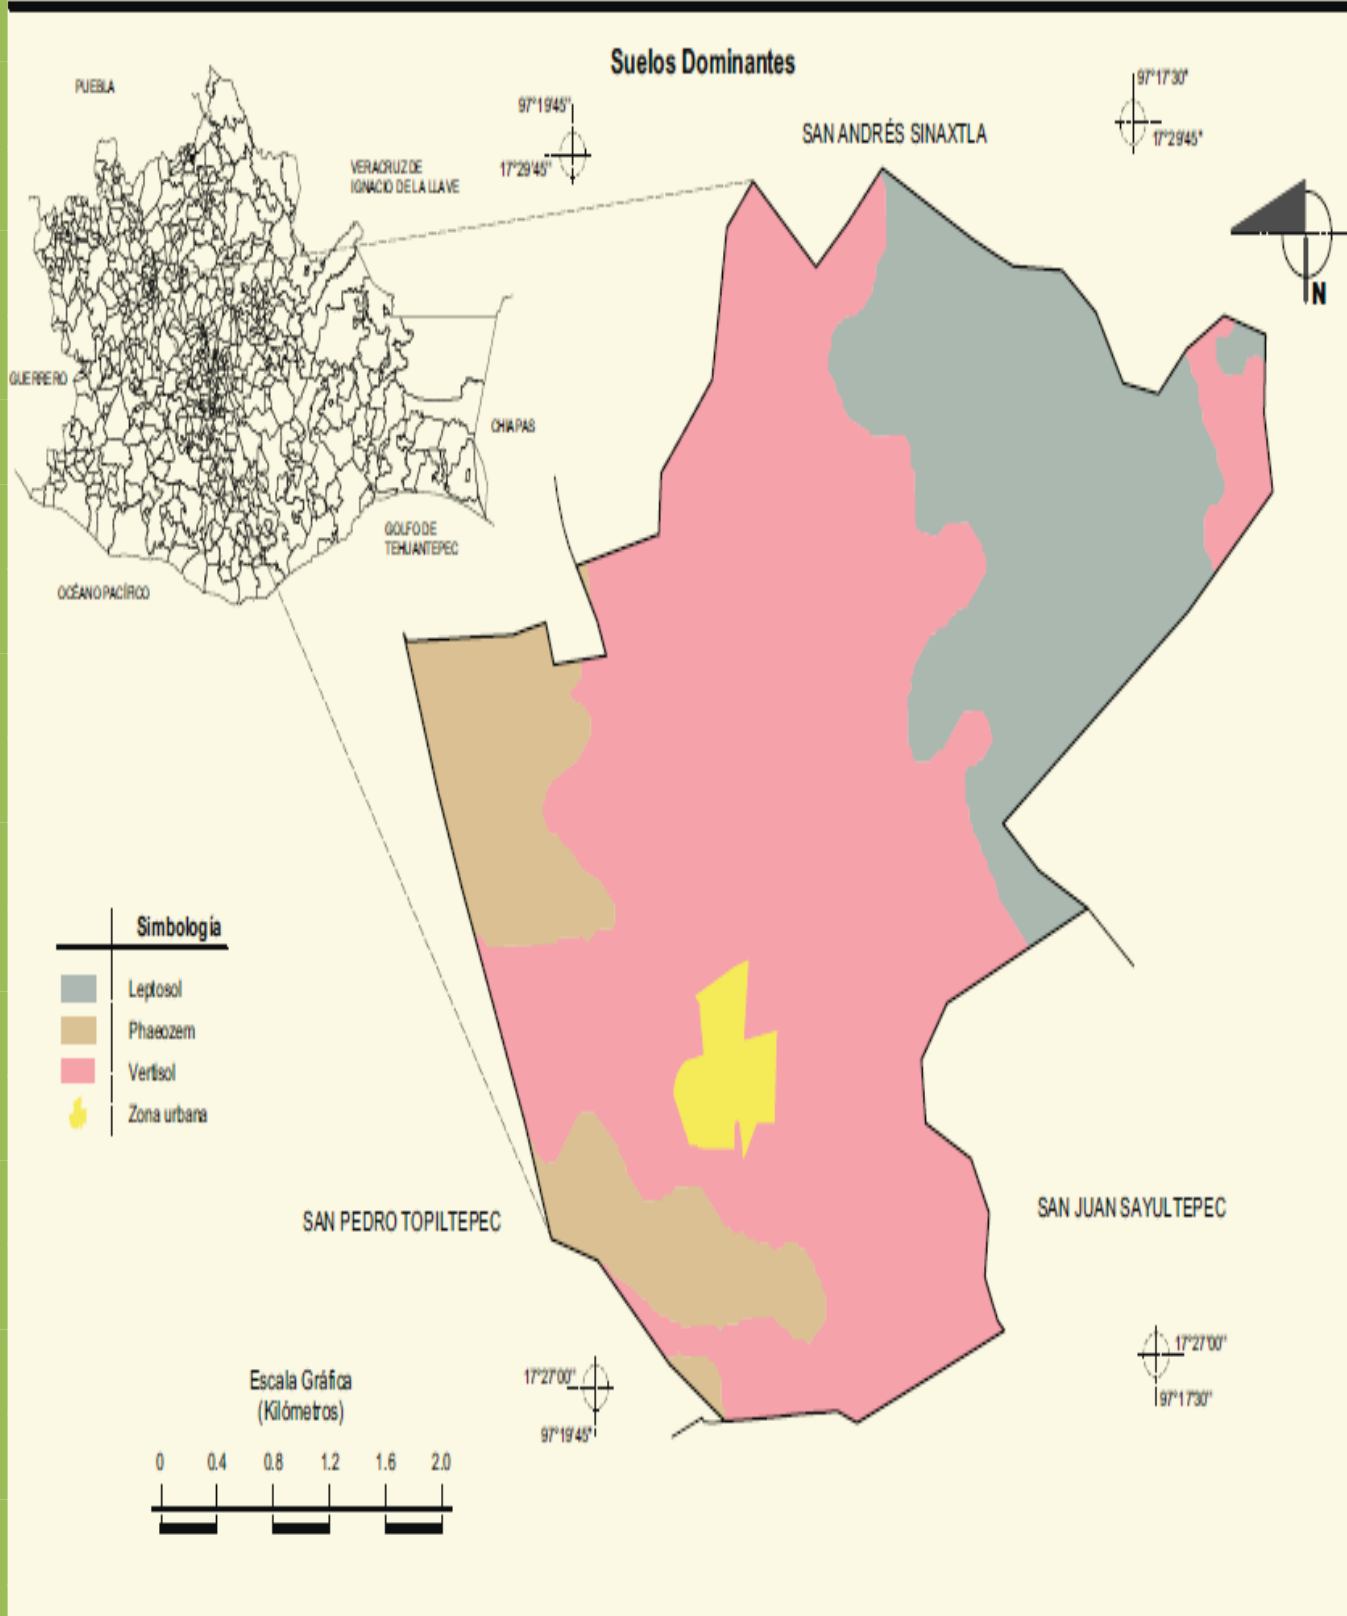 Suelos Dominantes
PUEBLA
VERACRUZ DE
IGNACIO DE LA LLAVE
GUERRERO
CHIAPAS
GOLFO DE
TEHUANTEPEC
OCÉANO PACÍFICO
97°19'45"
17°29'45"
SAN ANDRÉS SINAXTLA
97°17'30"
17°29'45"
N
Simbología
Leptosol
Phaeozem
Vertisol
Zona urbana
SAN PEDRO TOPILTEPEC
SAN JUAN SAYULTEPEC
17°27'00"
97°19'45"
17°27'00"
97°17'30"
Escala Gráfica
(Kilómetros)
0 0.4 0.8 1.2 1.6 2.0